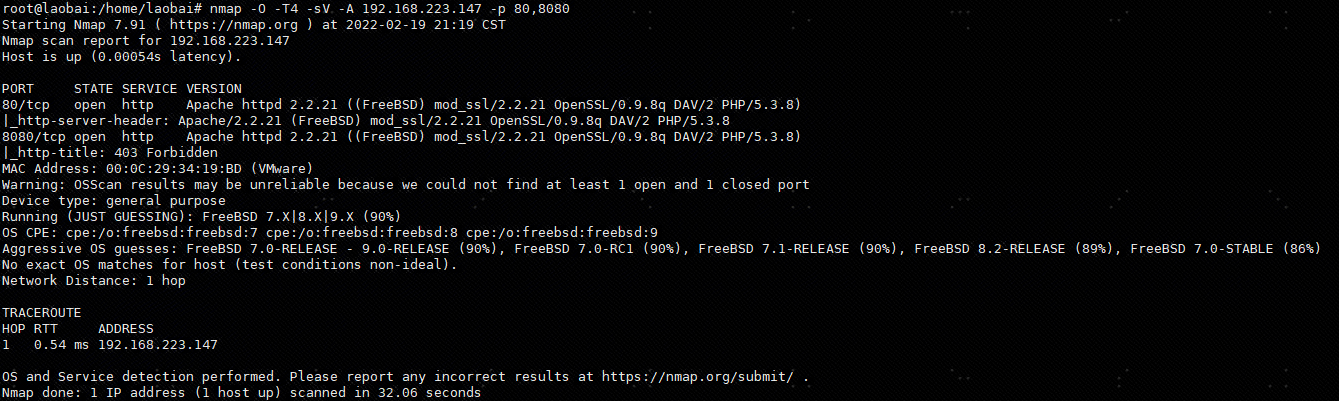 root@laobai:/home/laobai# nmap -O -T4 -sV -A 192.168.223.147 -p 80,8080
Starting Nmap 7.91 ( https://nmap.org ) at 2022-02-19 21:19 CST
Nmap scan report for 192.168.223.147
Host is up (0.00054s latency).

PORT     STATE SERVICE VERSION
80/tcp   open  http    Apache httpd 2.2.21 ((FreeBSD) mod_ssl/2.2.21 OpenSSL/0.9.8q DAV/2 PHP/5.3.8)
|_http-server-header: Apache/2.2.21 (FreeBSD) mod_ssl/2.2.21 OpenSSL/0.9.8q DAV/2 PHP/5.3.8
8080/tcp open  http    Apache httpd 2.2.21 ((FreeBSD) mod_ssl/2.2.21 OpenSSL/0.9.8q DAV/2 PHP/5.3.8)
|_http-title: 403 Forbidden
MAC Address: 00:0C:29:34:19:BD (VMware)
Warning: OSScan results may be unreliable because we could not find at least 1 open and 1 closed port
Device type: general purpose
Running (JUST GUESSING): FreeBSD 7.X|8.X|9.X (90%)
OS CPE: cpe:/o:freebsd:freebsd:7 cpe:/o:freebsd:freebsd:8 cpe:/o:freebsd:freebsd:9
Aggressive OS guesses: FreeBSD 7.0-RELEASE - 9.0-RELEASE (90%), FreeBSD 7.0-RC1 (90%), FreeBSD 7.1-RELEASE (90%), FreeBSD 8.2-RELEASE (89%), FreeBSD 7.0-STABLE (86%)
No exact OS matches for host (test conditions non-ideal).
Network Distance: 1 hop

TRACEROUTE
HOP RTT     ADDRESS
1   0.54 ms 192.168.223.147

OS and Service detection performed. Please report any incorrect results at https://nmap.org/submit/ .
Nmap done: 1 IP address (1 host up) scanned in 32.06 seconds